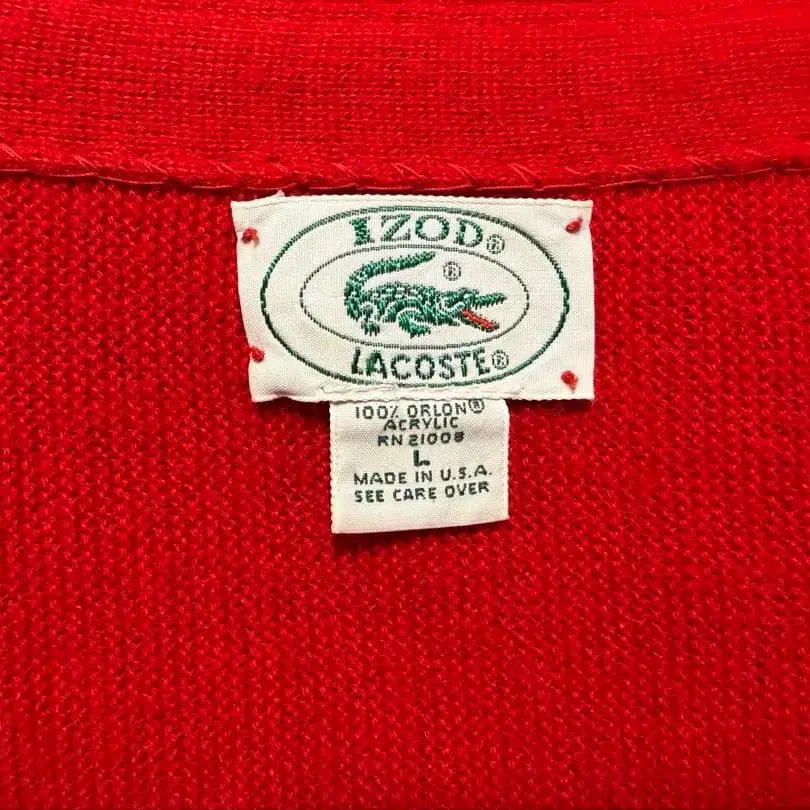 IZOD®
®
LACOSTE®
100% ORLON®
ACRYLIC
RN 21008
L
MADE IN U.S.A.
SEE CARE OVER